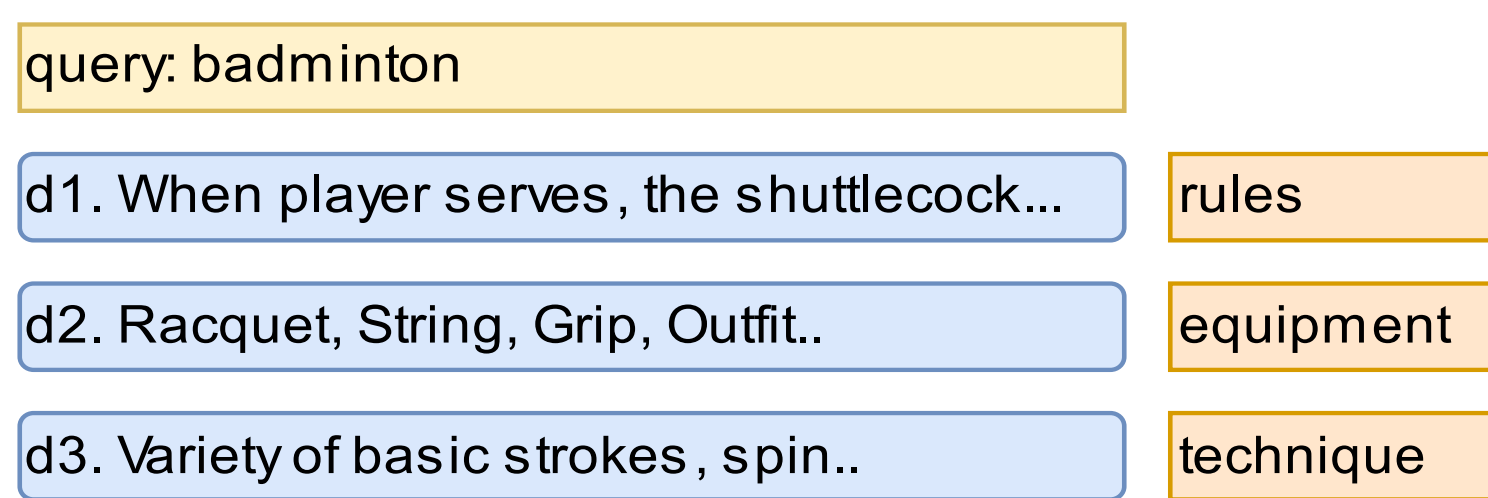 query: badminton
d1. When player serves, the shuttlecock...
rules
d2. Racquet, String, Grip, Outfit..
equipment
d3. Variety of basic strokes, spin..
technique